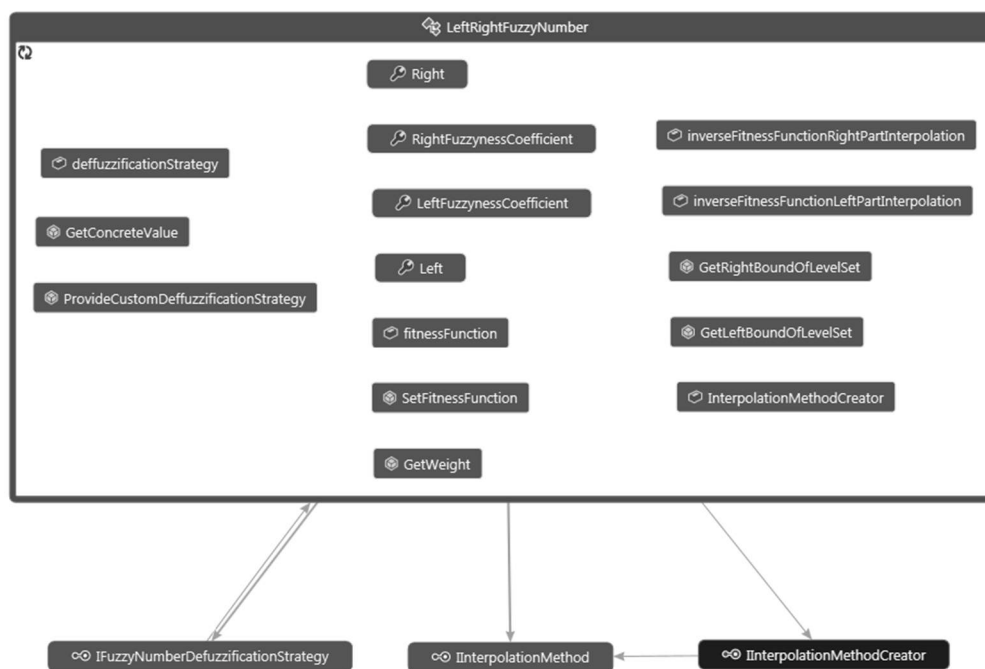 LeftRightFuzzyNumber
Right
RightFuzzynessCoefficient
inverseFitnessFunctionRightPartInterpolation
deffuzzificationStrategy
LeftFuzzynessCoefficient
inverseFitnessFunctionLeftPartInterpolation
GetConcreteValue
Left
GetRightBoundOfLevelSet
ProvideCustomDeffuzzificationStrategy
fitnessFunction
GetLeftBoundOfLevelSet
SetFitnessFunction
InterpolationMethodCreator
GetWeight
IFuzzyNumberDefuzzificationStrategy
IInterpolationMethod
IInterpolationMethodCreator